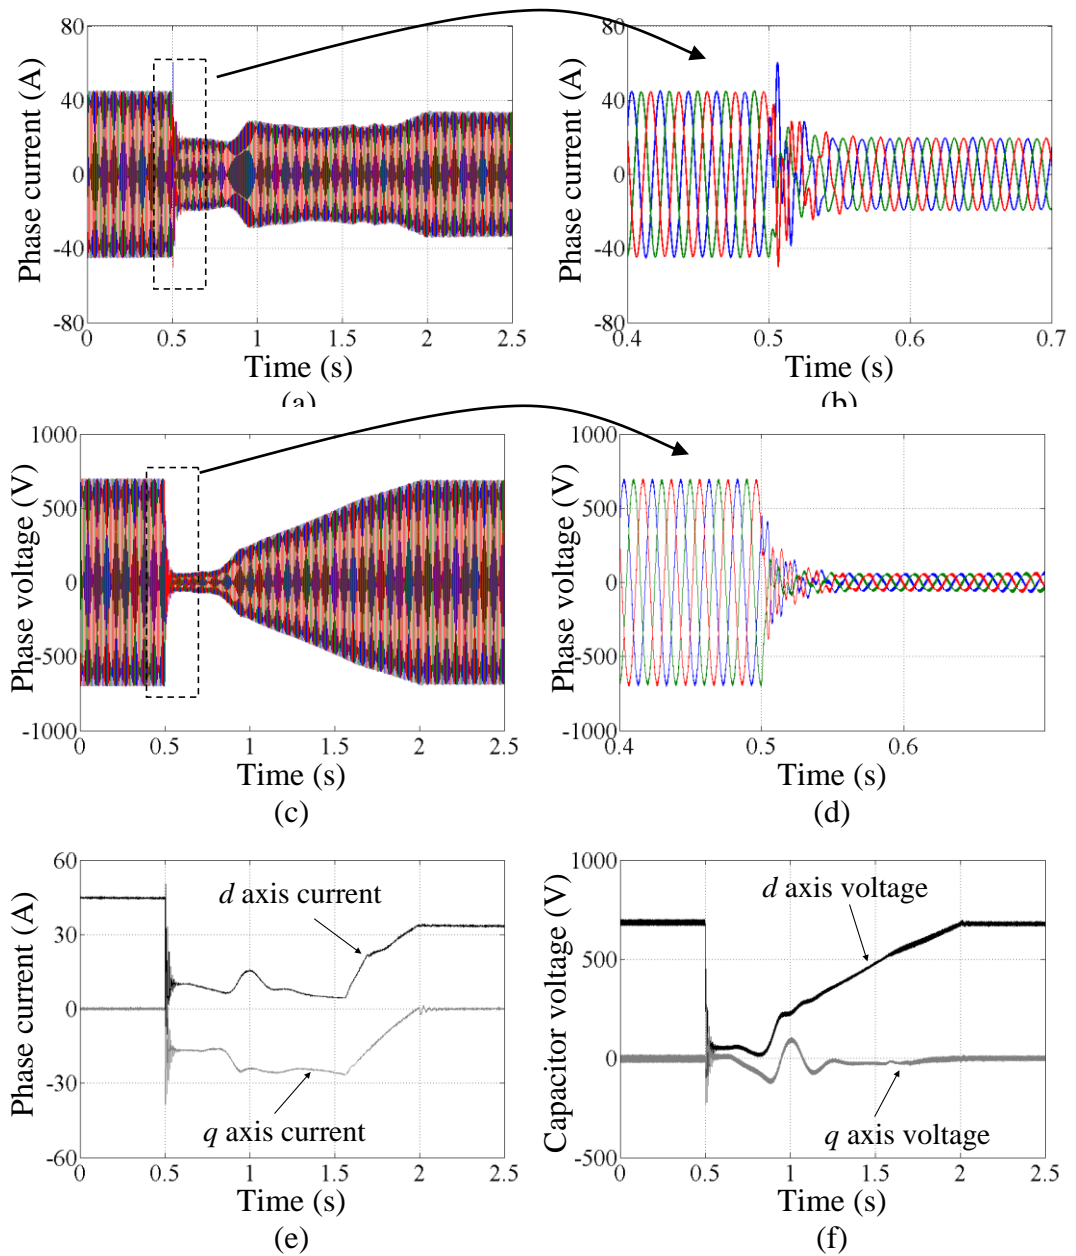 80
40
0
-40
-80
Phase current (A)
0 0.5 1 1.5 2 2.5
Time (s)
(a)
80
40
0
-40
-80
Phase current (A)
0.4 0.5 0.6 0.7
Time (s)
(b)
1000
500
0
-500
-1000
Phase voltage (V)
0 0.5 1 1.5 2 2.5
Time (s)
(c)
1000
500
0
-500
-1000
Phase voltage (V)
0.4 0.5 0.6
Time (s)
(d)
60
30
0
-30
-60
Phase current (A)
d axis current
q axis current
0 0.5 1 1.5 2 2.5
Time (s)
(e)
1000
500
0
-500
Capacitor voltage (V)
d axis voltage
q axis voltage
0 0.5 1 1.5 2 2.5
Time (s)
(f)